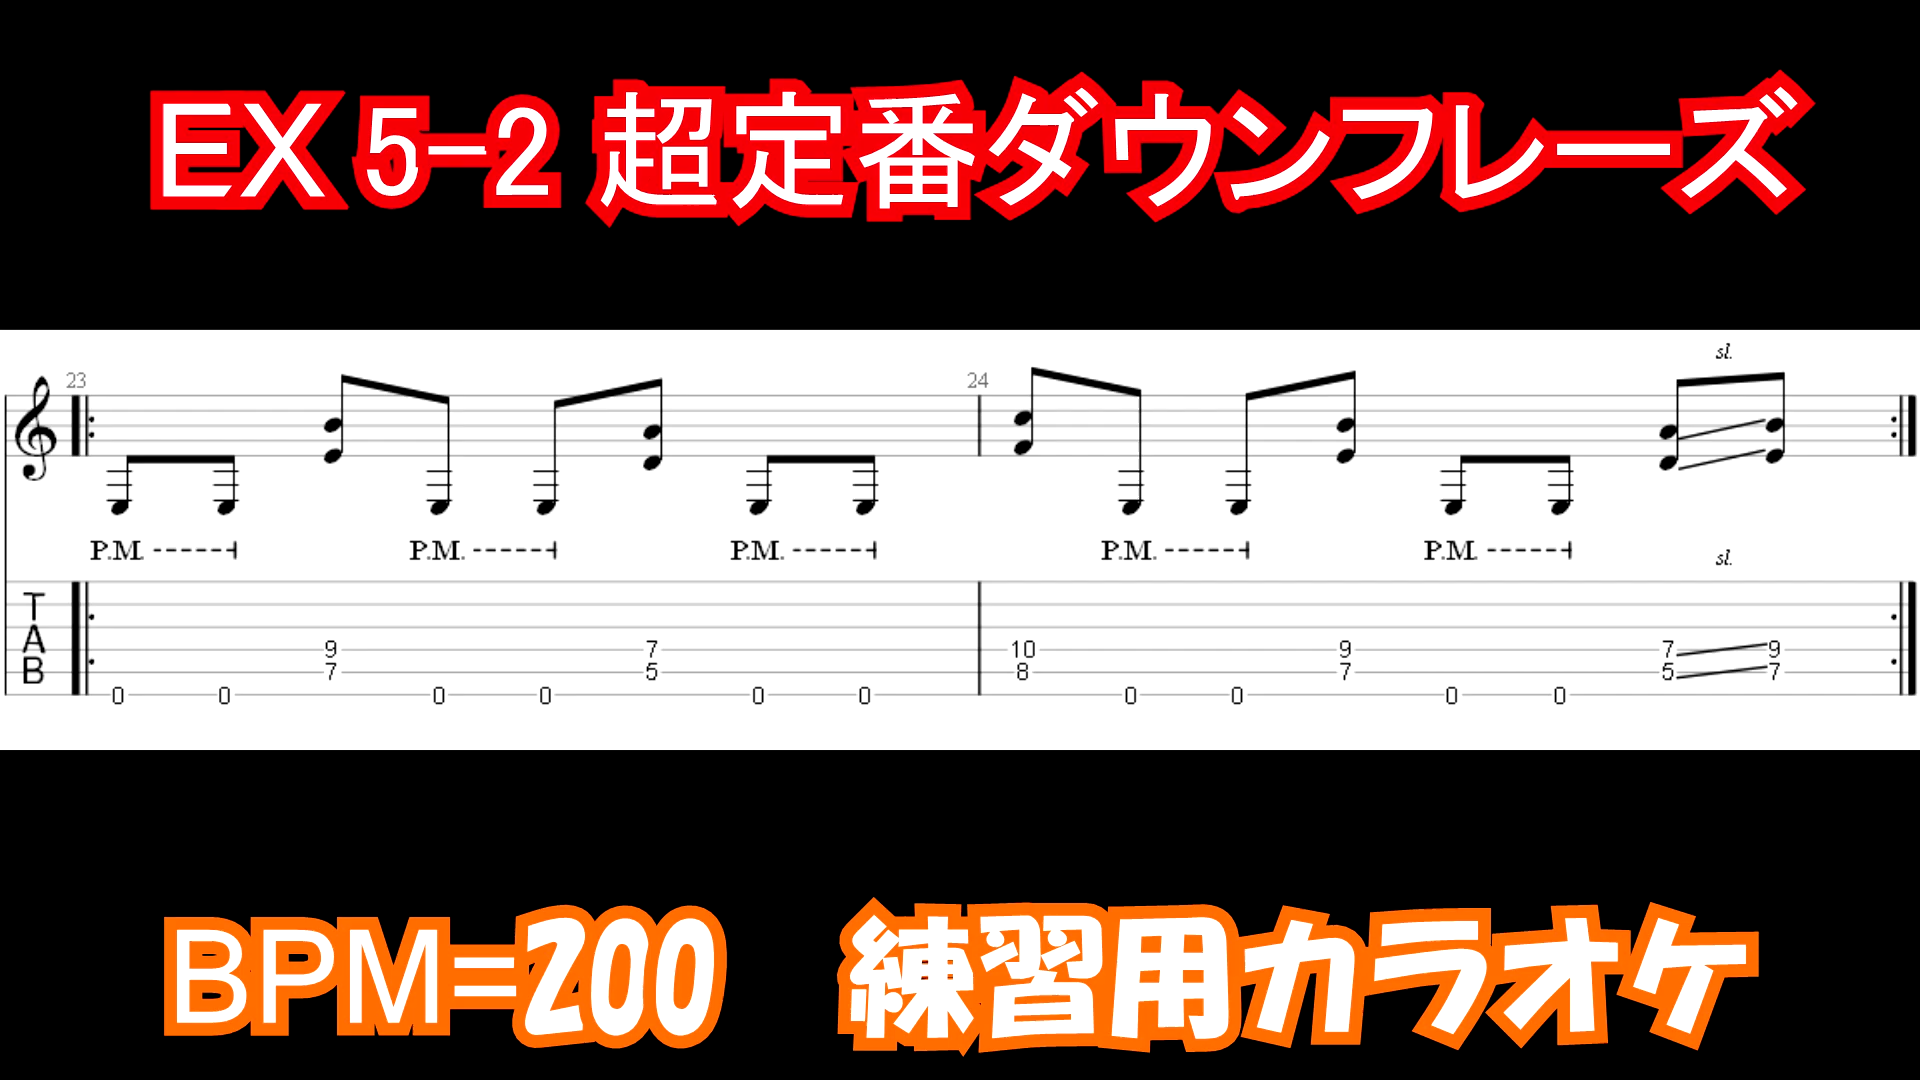 EX 5-2 超定番ダウンフレーズ
sl.
23 24
P.M. P.M. P.M. P.M. P.M.
sl.
T
A
B
9 7 10 9 7 9
7 5 8 7 5 7
0 0 0 0 0 0 0 0 0 0
BPM=200 練習用カラオケ